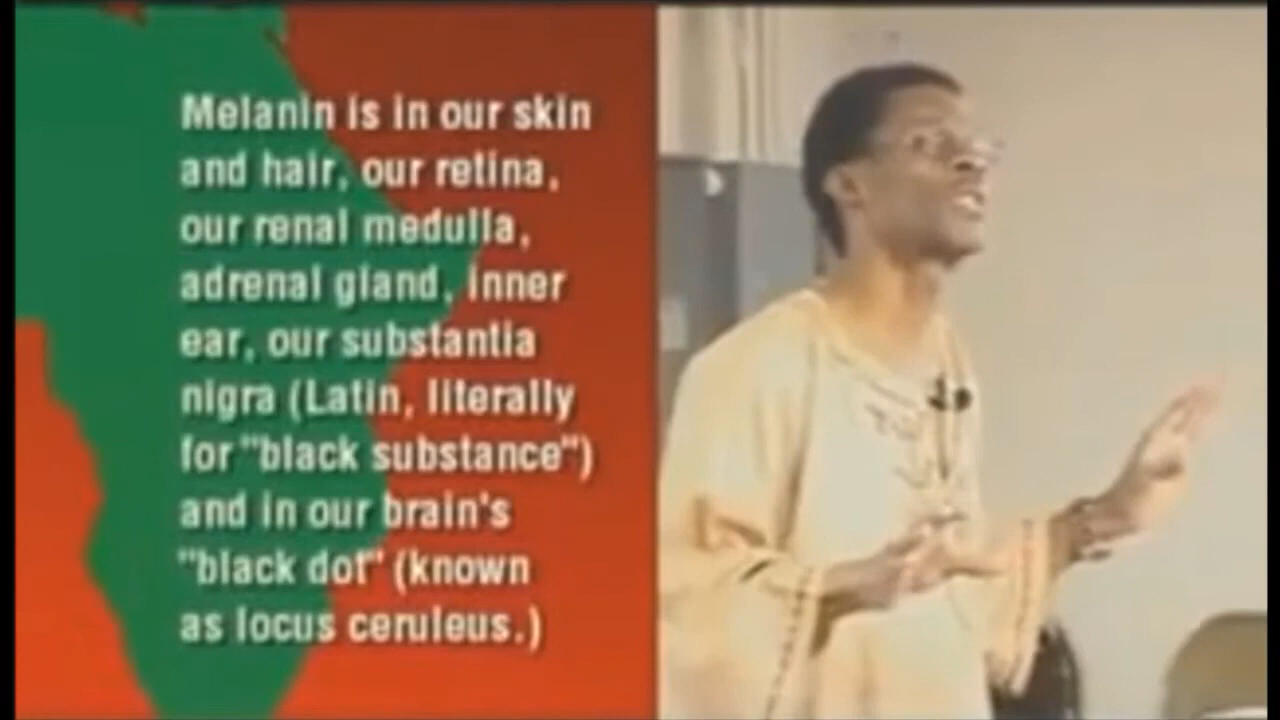 Melanin is in our skin
and hair, our retina,
our renal medulla,
adrenal gland, inner
ear, our substantia
nigra (Latin, literally
for "black substance")
and in our brain's
"black dot" (known
as locus ceruleus.)